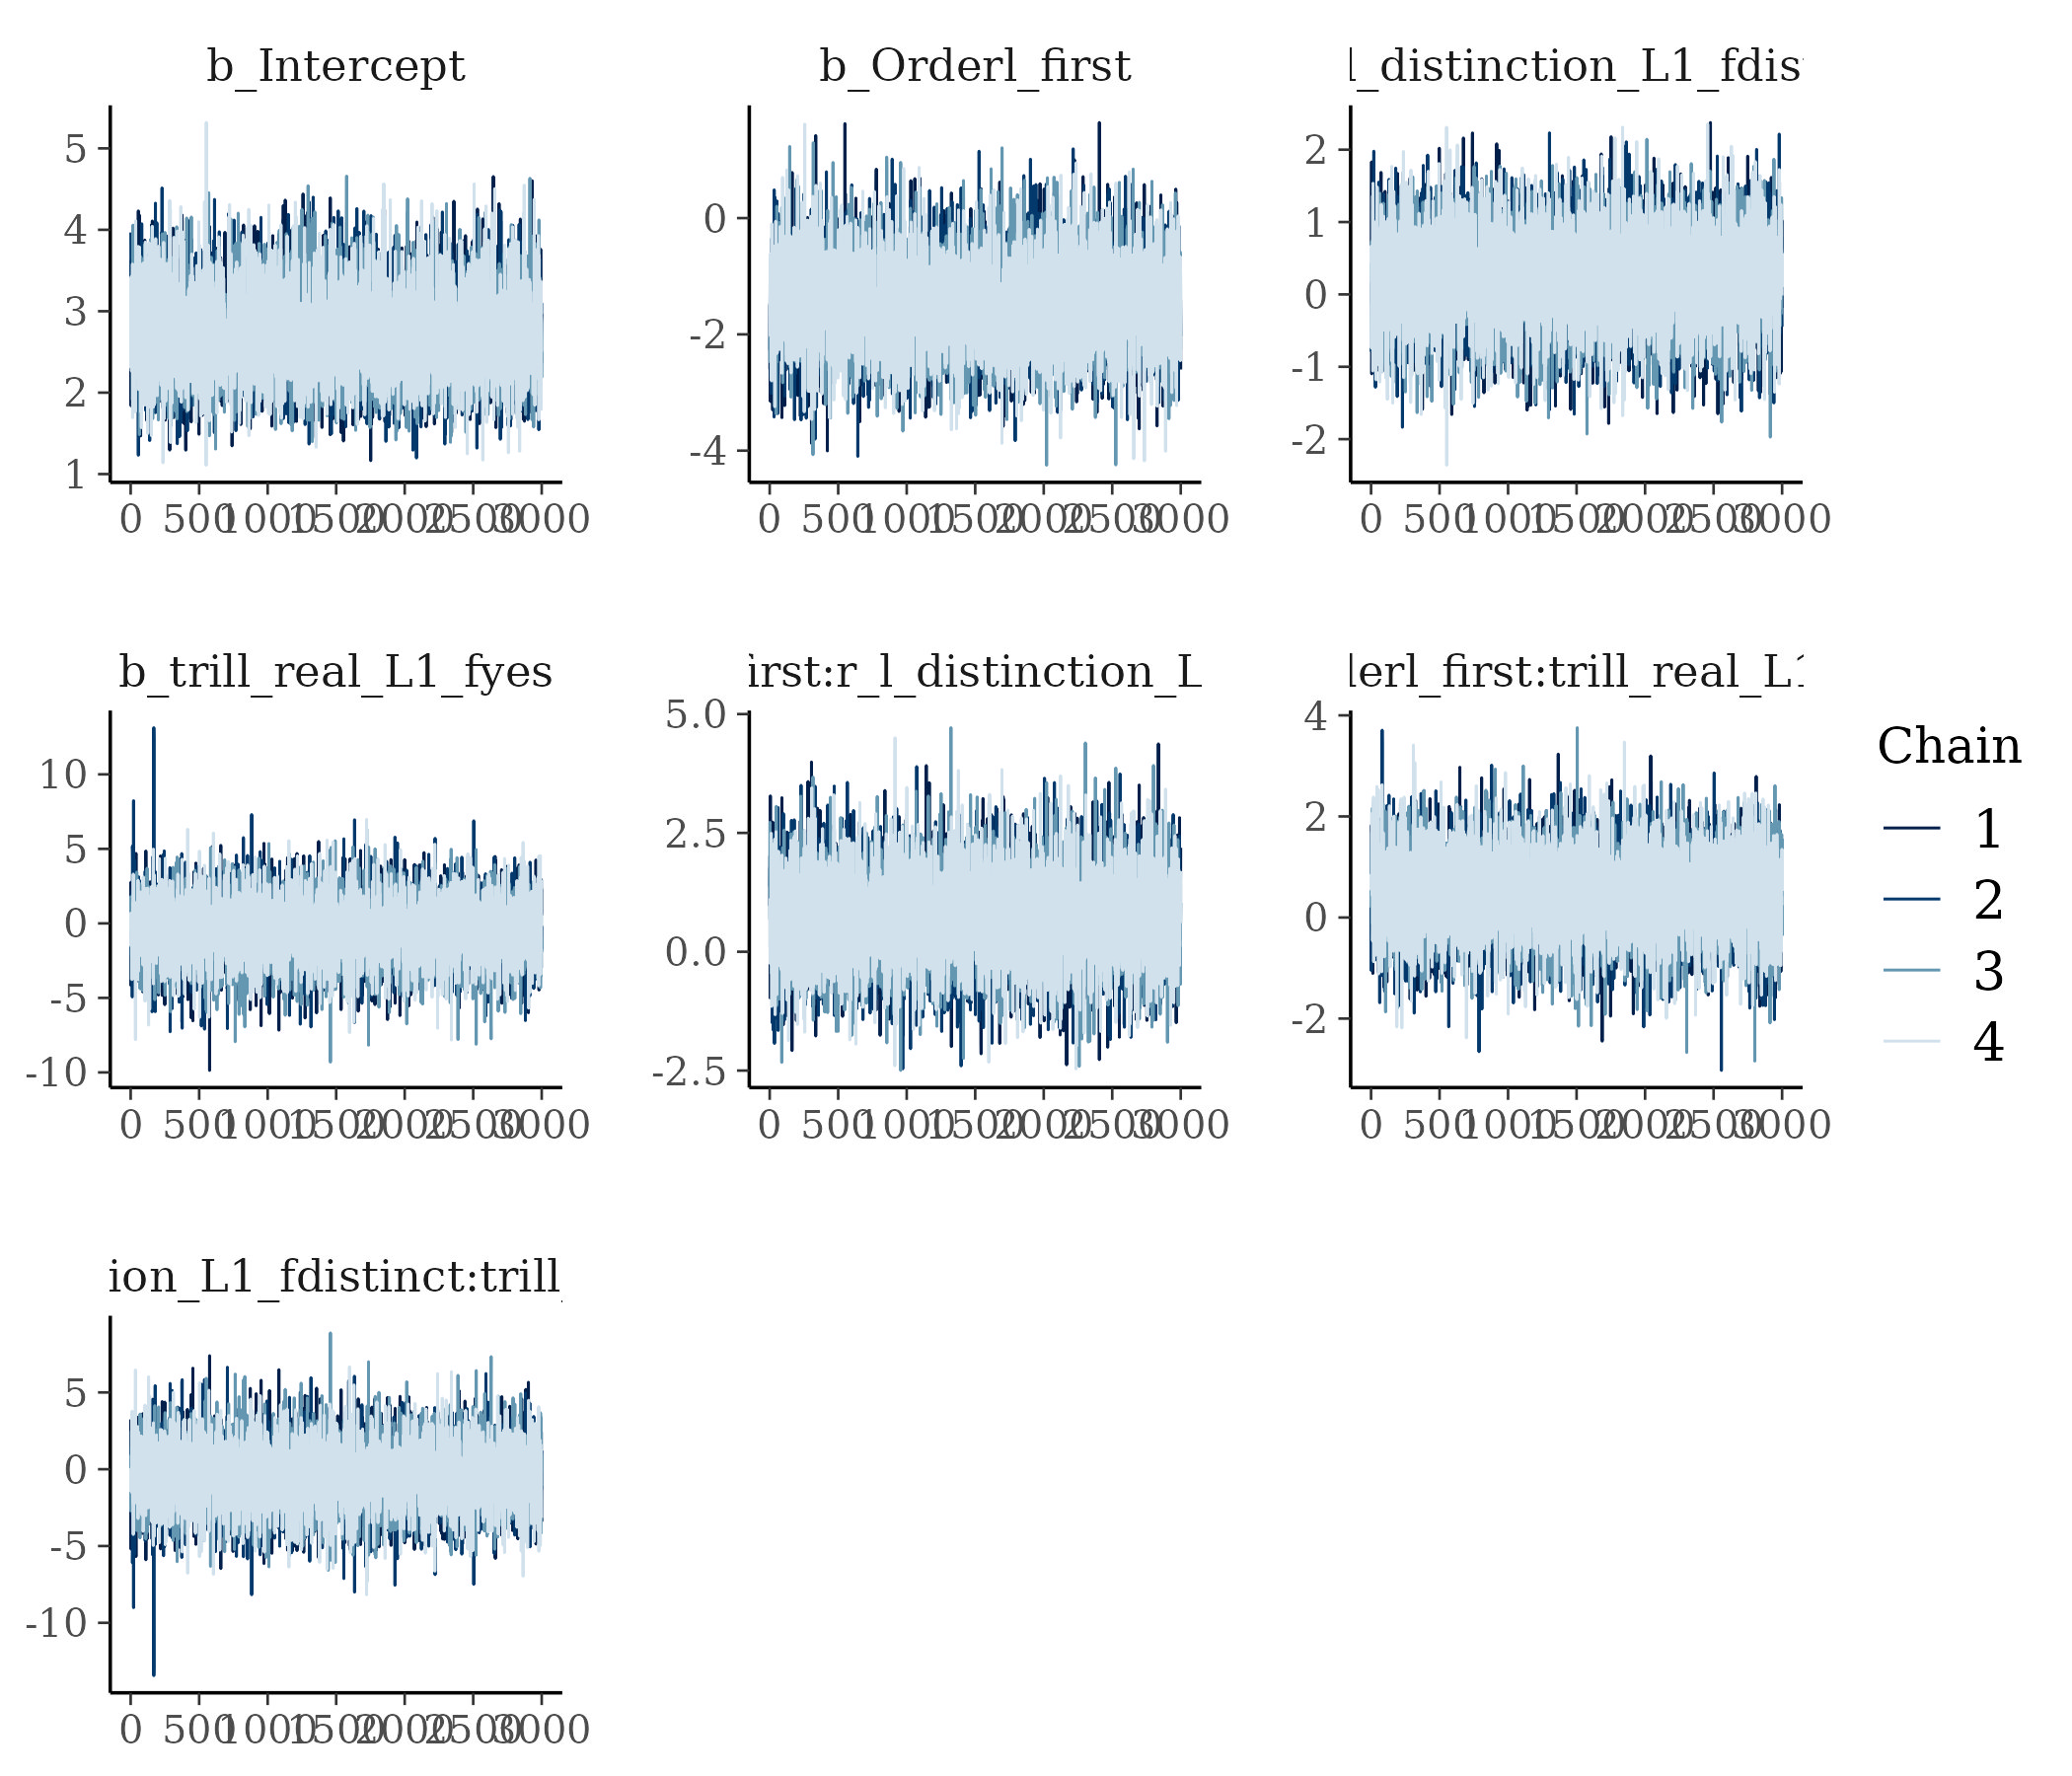 b_Intercept
b_Orderl_first
l_distinction_L1_fdis
5
4
3
2
1
0
-2
-4
2
1
0
-1
-2
0 500 1000 1500 2000 2500 3000
0 500 1000 1500 2000 2500 3000
0 500 1000 1500 2000 2500 3000
b_trill_real_L1_fyes
irst:r_l_distinction_L
lerl_first:trill_real_L1
10
5
0
-5
-10
5.0
2.5
0.0
-2.5
4
2
0
-2
0 500 1000 1500 2000 2500 3000
0 500 1000 1500 2000 2500 3000
0 500 1000 1500 2000 2500 3000
Chain
1
2
3
4
ion_L1_fdistinct:trill_
5
0
-5
-10
0 500 1000 1500 2000 2500 3000